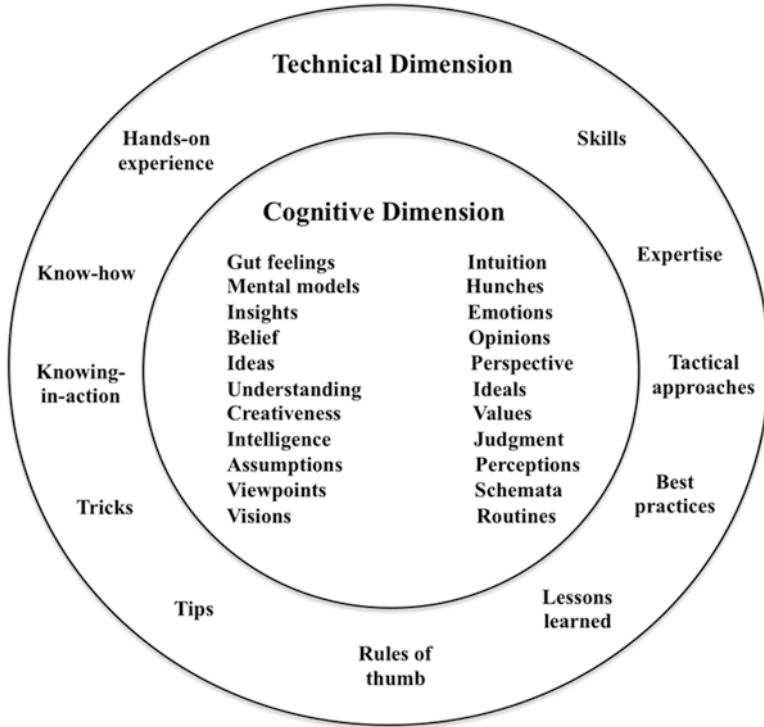 Technical Dimension
Hands-on
experience
Skills
Know-how
Expertise
Knowing-
in-action
Tactical
approaches
Tricks
Best
practices
Tips
Lessons
learned
Rules of
thumb
Cognitive Dimension
Gut feelings
Mental models
Insights
Belief
Ideas
Understanding
Creativeness
Intelligence
Assumptions
Viewpoints
Visions
Intuition
Hunches
Emotions
Opinions
Perspective
Ideals
Values
Judgment
Perceptions
Schemata
Routines